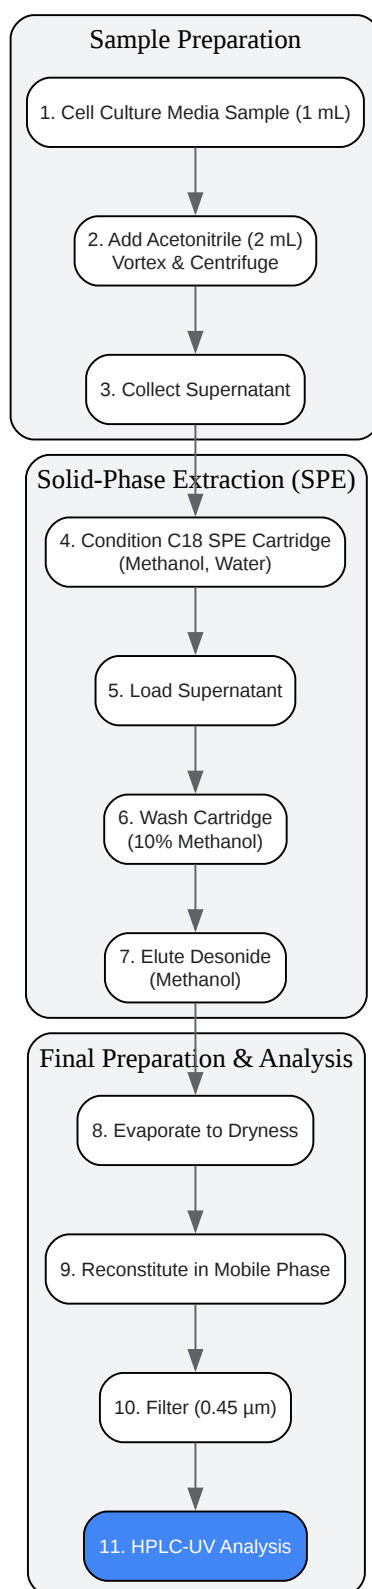 Sample Preparation
1. Cell Culture Media Sample (1 mL)
2. Add Acetonitrile (2 mL)
Vortex & Centrifuge
3. Collect Supernatant
Solid-Phase Extraction (SPE)
4. Condition C18 SPE Cartridge
(Methanol, Water)
5. Load Supernatant
6. Wash Cartridge
(10% Methanol)
7. Elute Desonide
(Methanol)
Final Preparation & Analysis
8. Evaporate to Dryness
9. Reconstitute in Mobile Phase
10. Filter (0.45 µm)
11. HPLC-UV Analysis